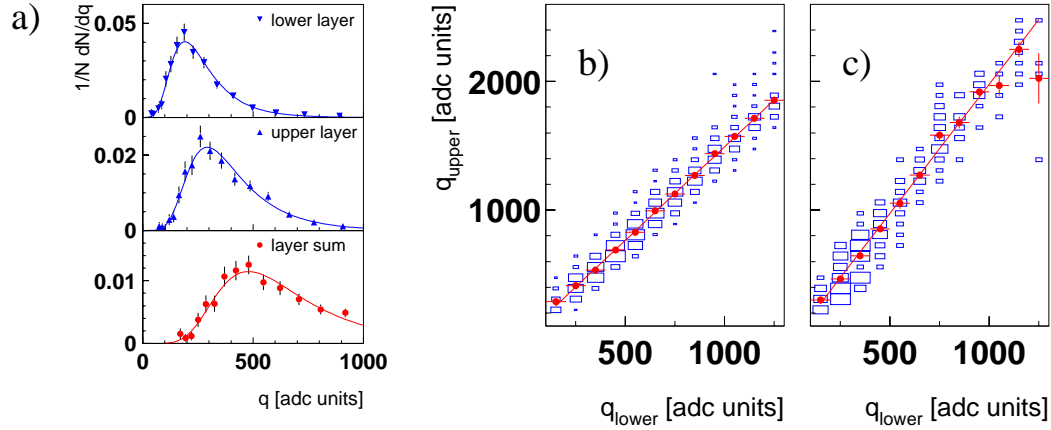 a)
1/N dN/dq
0.05
0
lower layer
0.02
0
upper layer
0.01
0
layer sum
0 500 1000
q [adc units]
b)
q_upper [adc units]
2000
1000
500 1000
q_lower [adc units]
c)
500 1000
q_lower [adc units]